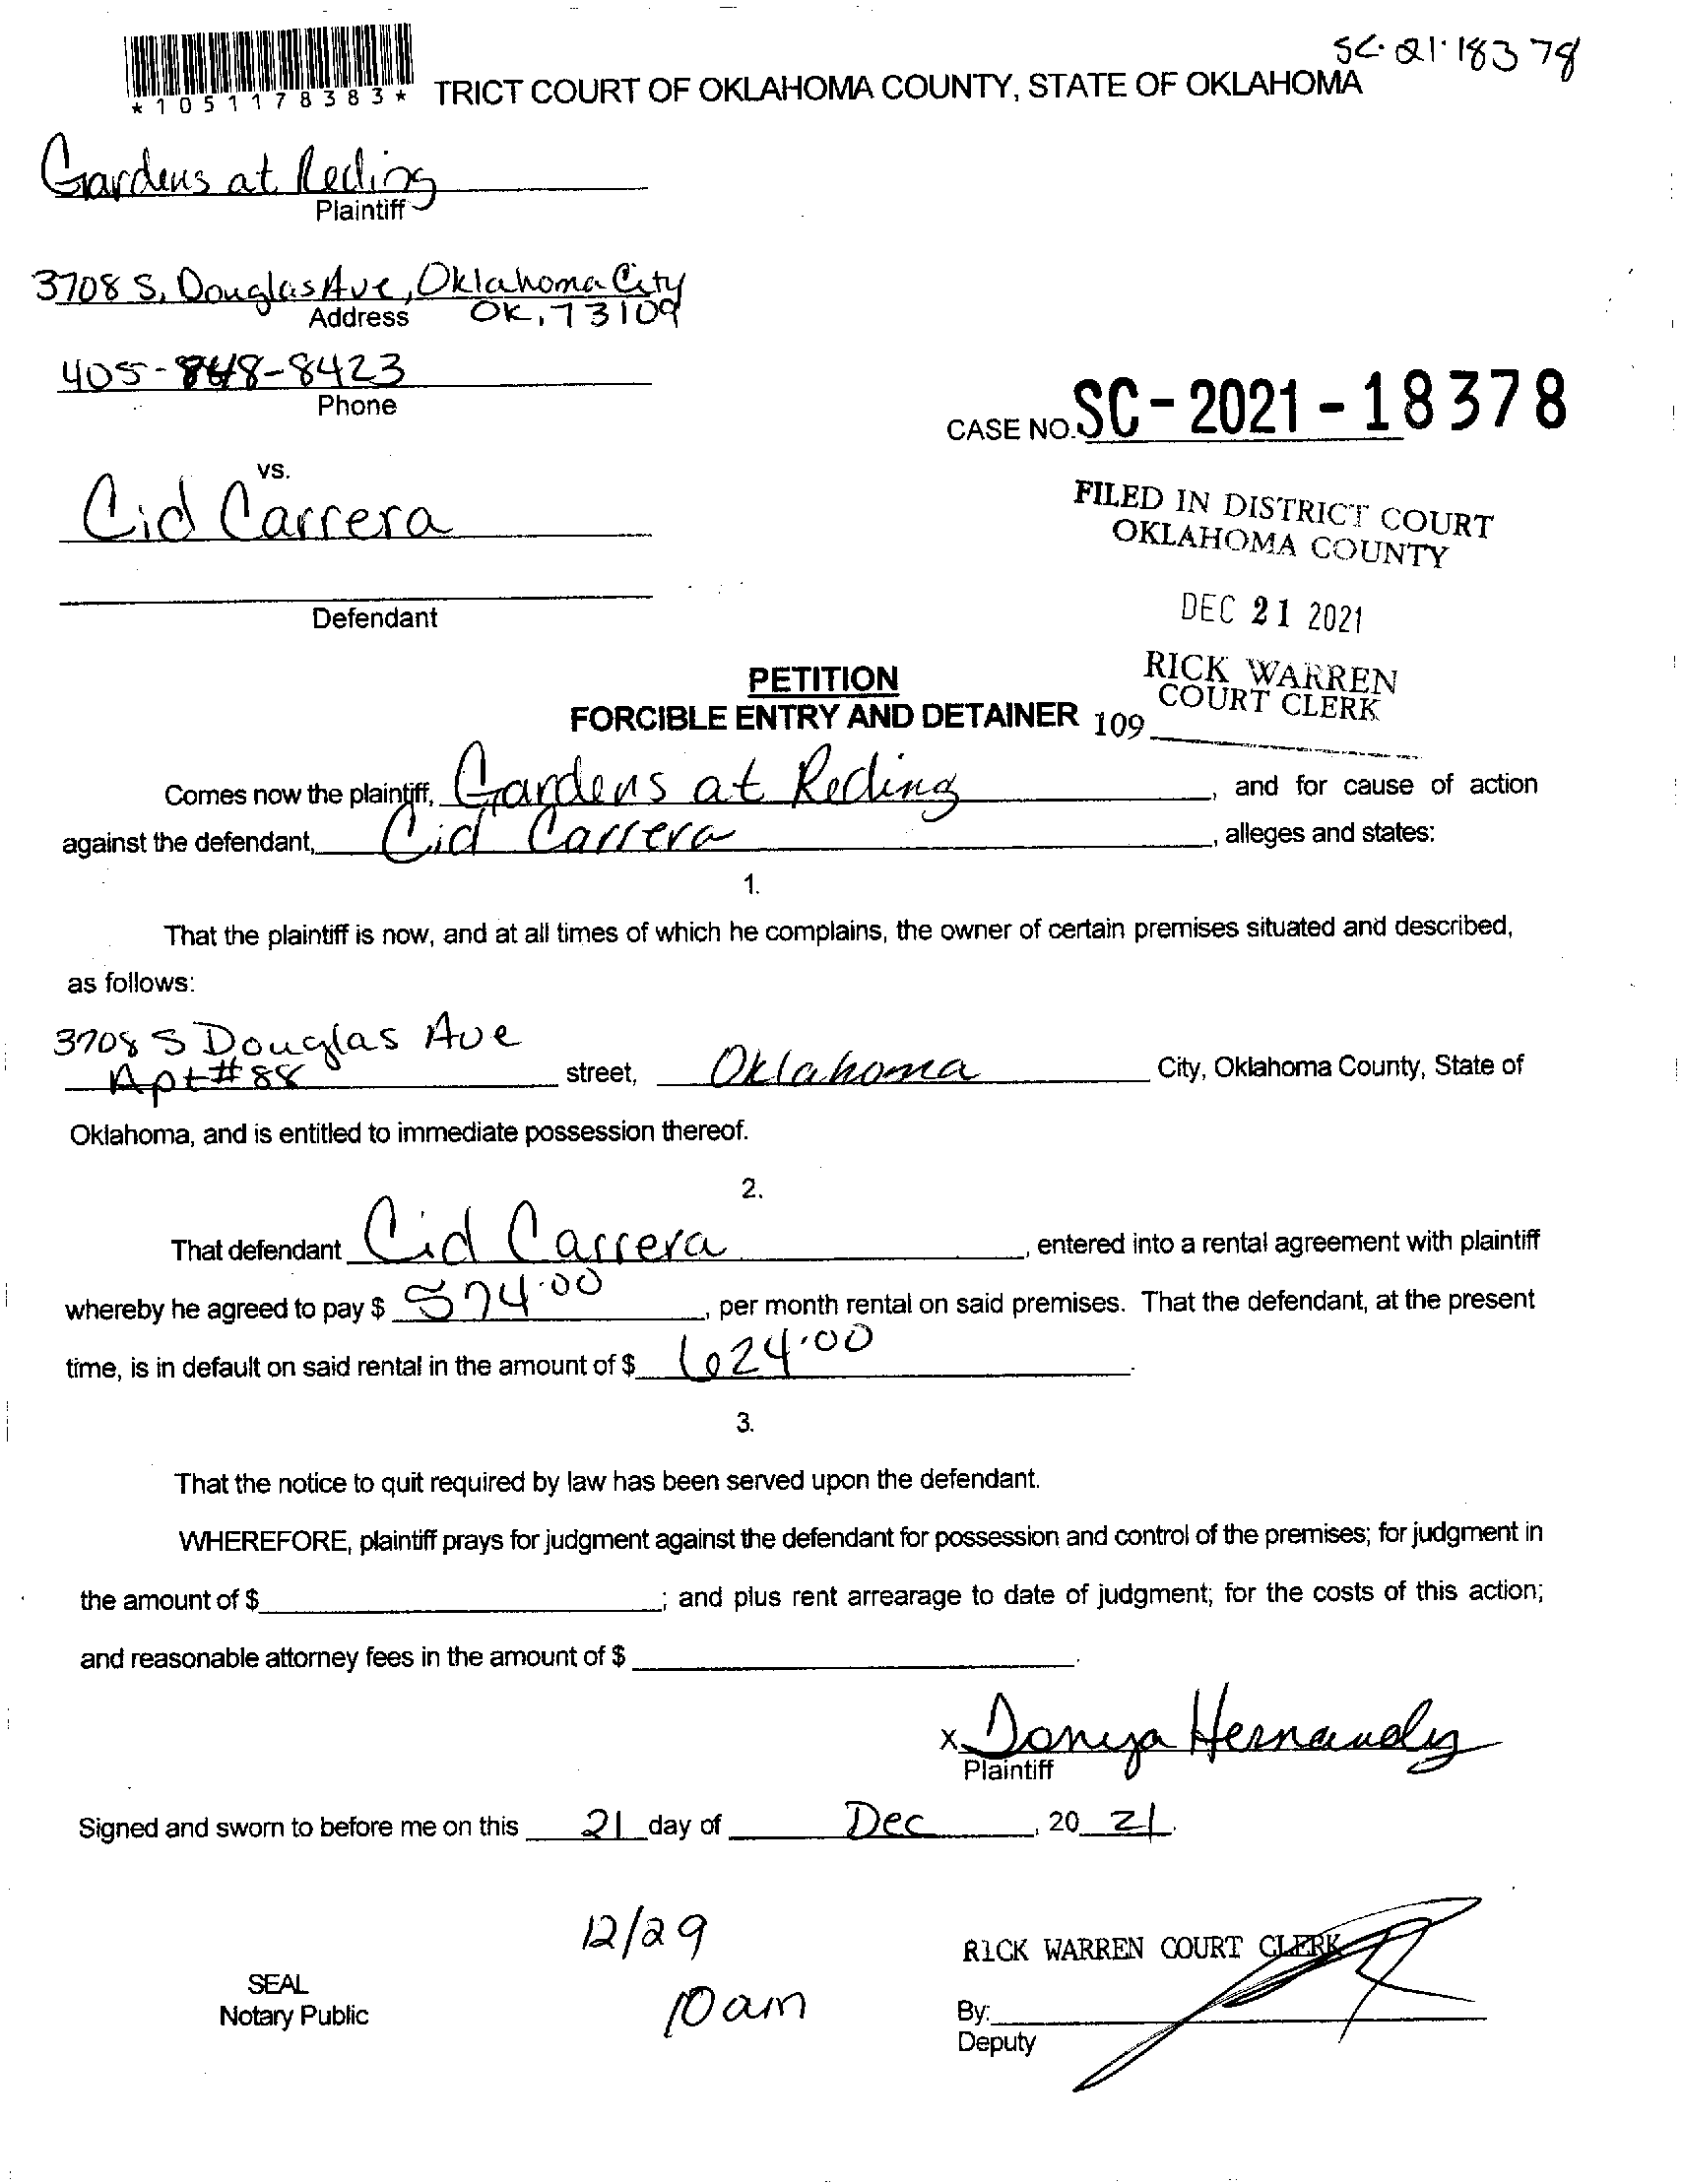 SC-21-18378
*1051178383* TRICT COURT OF OKLAHOMA COUNTY, STATE OF OKLAHOMA
Gardens at Reding
Plaintiff
3708 S. Douglas Ave, Oklahoma City
Address OK, 73109
405-848-8423
Phone
CASE NO. SC-2021-18378
vs.
Cid Carrera
FILED IN DISTRICT COURT
OKLAHOMA COUNTY
DEC 21 2021
Defendant
RICK WARREN
COURT CLERK
PETITION
FORCIBLE ENTRY AND DETAINER 109
Comes now the plaintiff, Gardens at Reding, and for cause of action
against the defendant, Cid Carrera, alleges and states:
1.
That the plaintiff is now, and at all times of which he complains, the owner of certain premises situated and described,
as follows:
3708 S Douglas Ave
Apt #88 street, Oklahoma City, Oklahoma County, State of
Oklahoma, and is entitled to immediate possession thereof.
2.
That defendant Cid Carrera, entered into a rental agreement with plaintiff
whereby he agreed to pay $ 574.00, per month rental on said premises. That the defendant, at the present
time, is in default on said rental in the amount of $ 624.00.
3.
That the notice to quit required by law has been served upon the defendant.
WHEREFORE, plaintiff prays for judgment against the defendant for possession and control of the premises; for judgment in
the amount of $ ; and plus rent arrearage to date of judgment; for the costs of this action;
and reasonable attorney fees in the amount of $ .
x Donya Hernandez
Plaintiff
Signed and sworn to before me on this 21 day of Dec, 20 21.
12/29
10 am
SEAL
Notary Public
RICK WARREN COURT CLERK
By:
Deputy